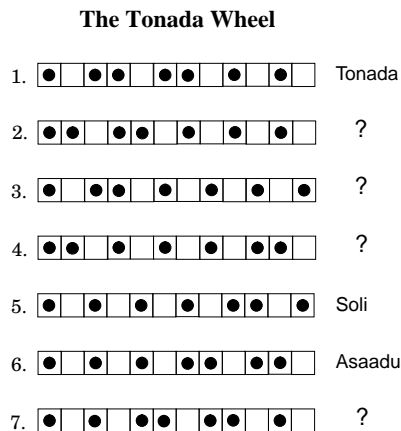 The Tonada Wheel
1. Tonada
2. ?
3. ?
4. ?
5. Soli
6. Asaadu
7. ?